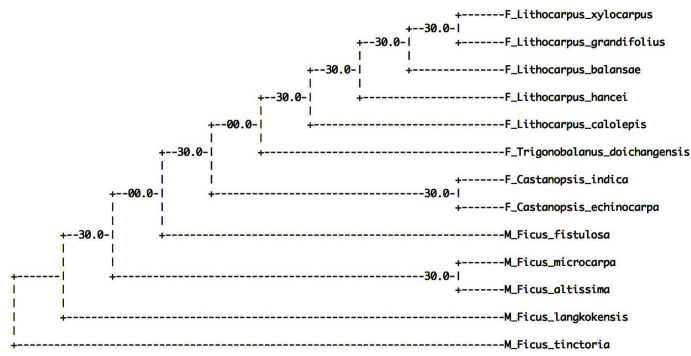 +------F_Lithocarpus_xylocarpus
+--30.0-|
+--30.0-| +------F_Lithocarpus_grandifolius
+------------F_Lithocarpus_balansae
+--30.0-|
+------------------F_Lithocarpus_hancei
+--30.0-|
+------------------------F_Lithocarpus_calolepis
+--00.0-|
+------------------------------F_Trigonobalanus_doichangensis
+--30.0-|
+------F_Castanopsis_indica
+--------------------------30.0-|
+------F_Castanopsis_echinocarpa
+--00.0-|
+------------------------------------------M_Ficus_fistulosa
+--30.0-|
+------M_Ficus_microcarpa
+--------------------------------------30.0-|
+------M_Ficus_altissima
+------------------------------------------------------M_Ficus_langkokensis
+------------------------------------------------------------M_Ficus_tinctoria